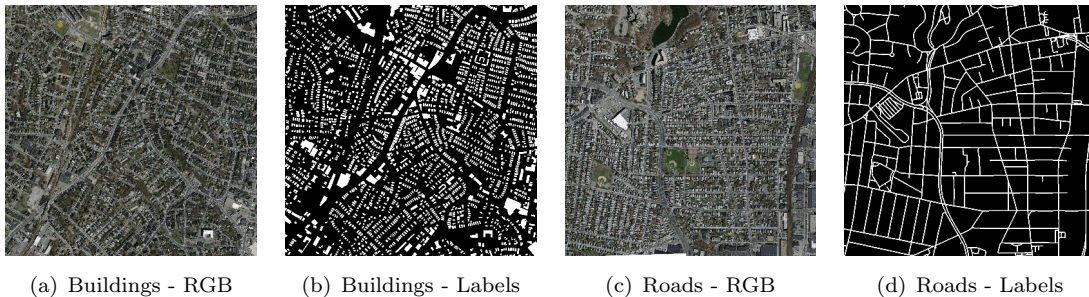 (a) Buildings - RGB
(b) Buildings - Labels
(c) Roads - RGB
(d) Roads - Labels